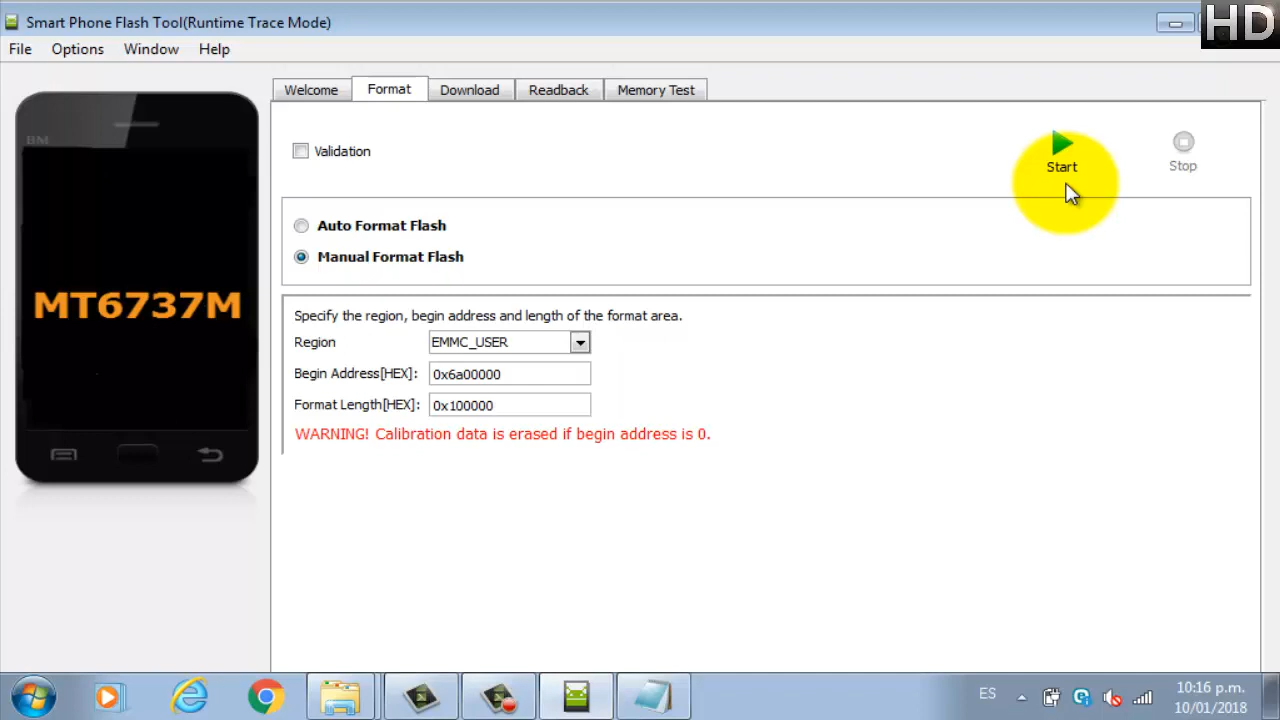 Smart Phone Flash Tool(Runtime Trace Mode)
HD
File Options Window Help
Welcome Format Download Readback Memory Test
BM
Validation
Start
Stop
Auto Format Flash
Manual Format Flash
MT6737M
Specify the region, begin address and length of the format area.
Region EMMC_USER
Begin Address[HEX]: 0x6a00000
Format Length[HEX]: 0x100000
WARNING! Calibration data is erased if begin address is 0.
ES
10:16 p.m.
10/01/2018